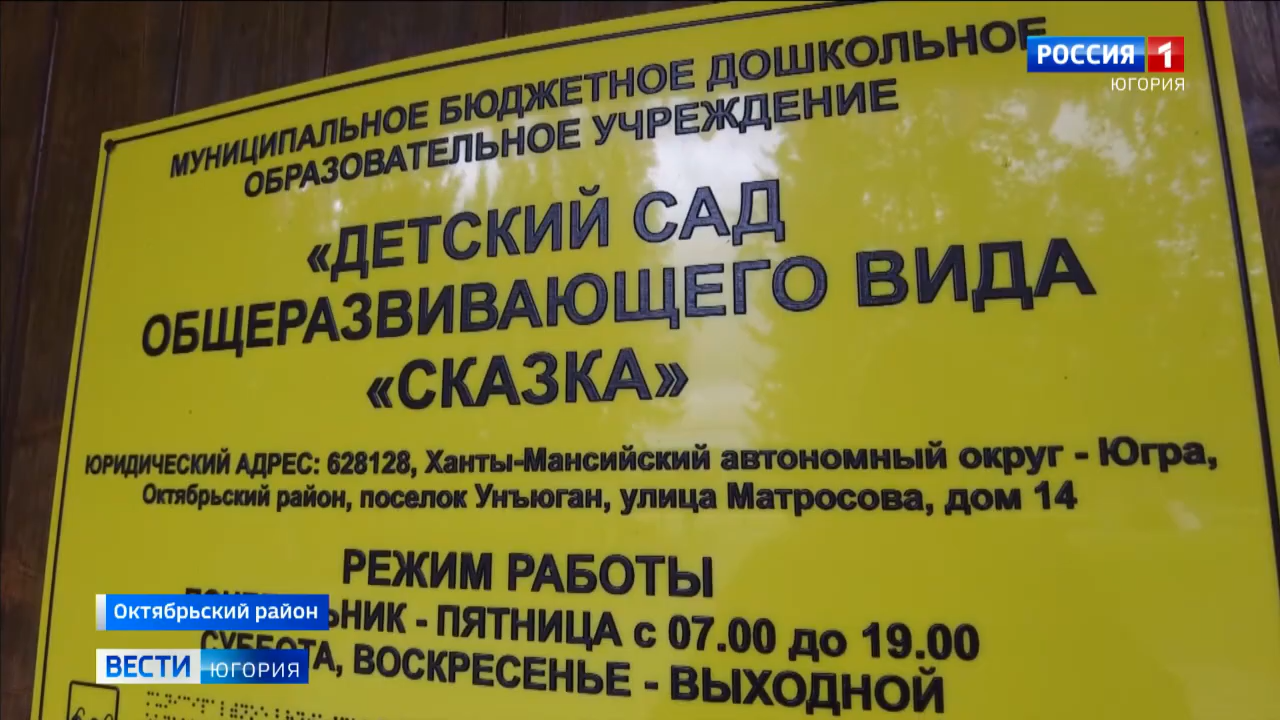 РОССИЯ 1
ЮГОРИЯ
МУНИЦИПАЛЬНОЕ БЮДЖЕТНОЕ ДОШКОЛЬНОЕ
ОБРАЗОВАТЕЛЬНОЕ УЧРЕЖДЕНИЕ
«ДЕТСКИЙ САД
ОБЩЕРАЗВИВАЮЩЕГО ВИДА
«СКАЗКА»
ЮРИДИЧЕСКИЙ АДРЕС: 628128, Ханты-Мансийский автономный округ - Югра,
Октябрьский район, поселок Унъюган, улица Матросова, дом 14
РЕЖИМ РАБОТЫ
ПОНЕДЕЛЬНИК - ПЯТНИЦА с 07.00 до 19.00
СУББОТА, ВОСКРЕСЕНЬЕ - ВЫХОДНОЙ
Октябрьский район
ВЕСТИ ЮГОРИЯ